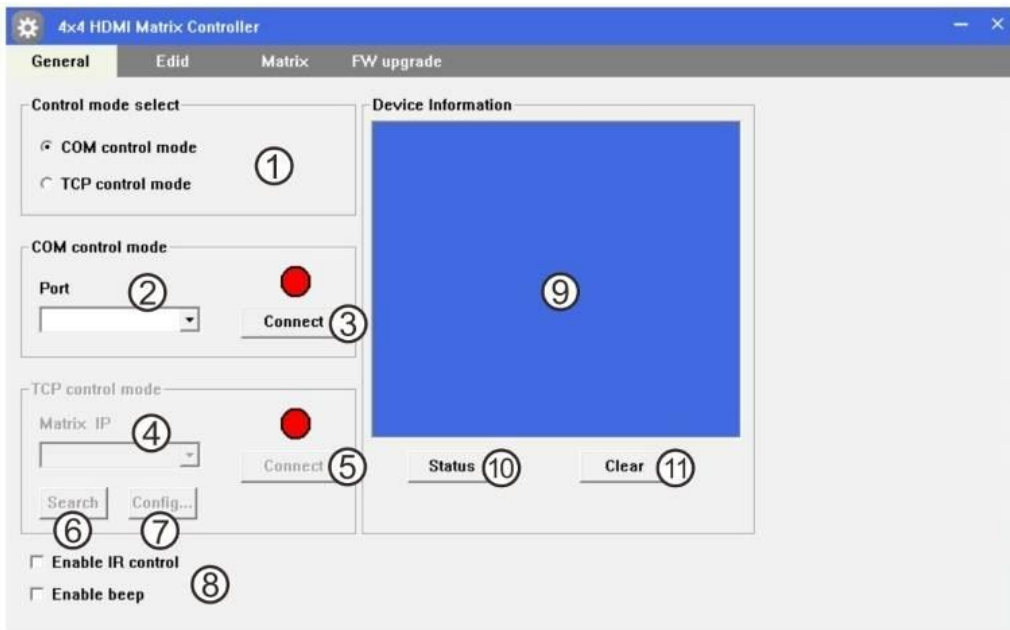 4x4 HDMI Matrix Controller
General Edid Matrix FW upgrade
Control mode select
COM control mode
TCP control mode
①
COM control mode
Port
②
Connect ③
TCP control mode
Matrix IP
④
Connect ⑤
Search Config...
⑥ ⑦
Enable IR control
Enable beep
⑧
Device Information
⑨
Status ⑩ Clear ⑪